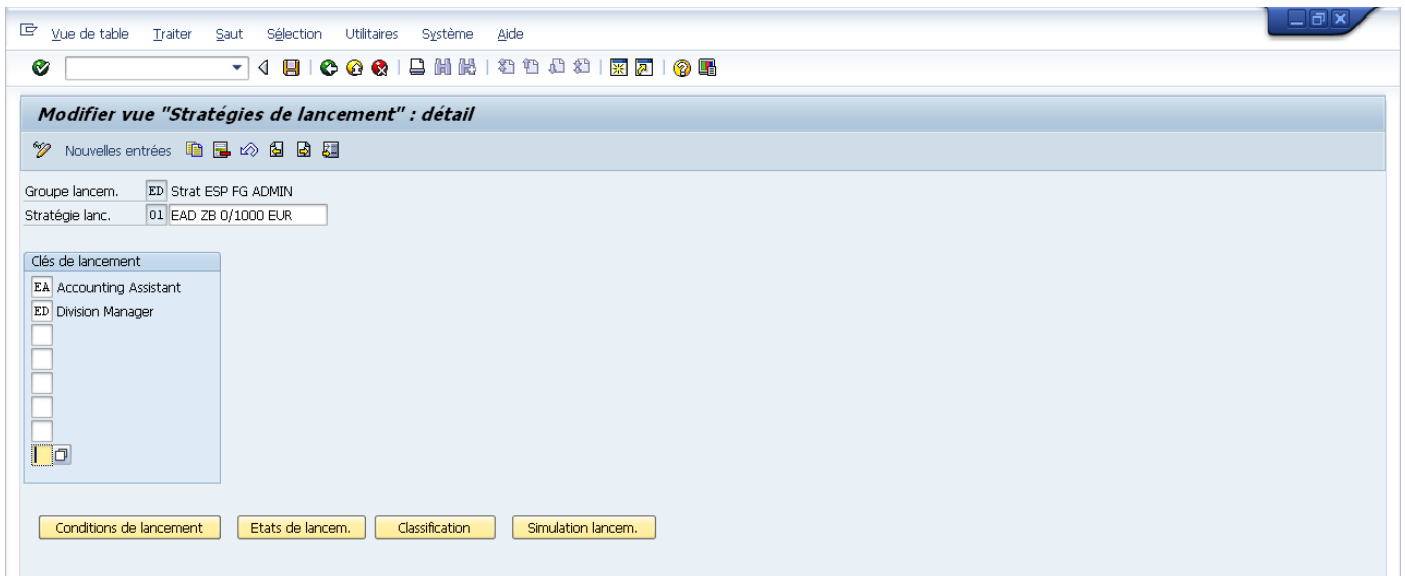 Vue de table Traiter Saut Sélection Utilitaires Système Aide
Modifier vue "Stratégies de lancement" : détail
Nouvelles entrées
Groupe lancem. ED Strat ESP FG ADMIN
Stratégie lanc. 01 EAD ZB 0/1000 EUR
Clés de lancement
EA Accounting Assistant
ED Division Manager
Conditions de lancement Etats de lancem. Classification Simulation lancem.